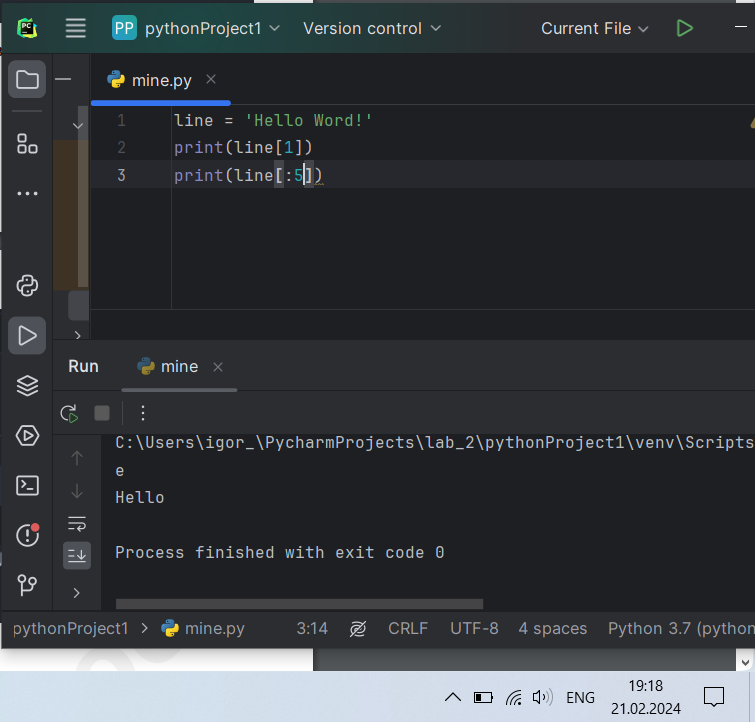 PC
PP pythonProject1 Version control Current File
mine.py
1 line = 'Hello Word!'
2 print(line[1])
3 print(line[:5])
Run mine
C:\Users\igor_\PycharmProjects\lab_2\pythonProject1\venv\Scripts
e
Hello
Process finished with exit code 0
pythonProject1 > mine.py 3:14 CRLF UTF-8 4 spaces Python 3.7 (python
ENG
19:18
21.02.2024